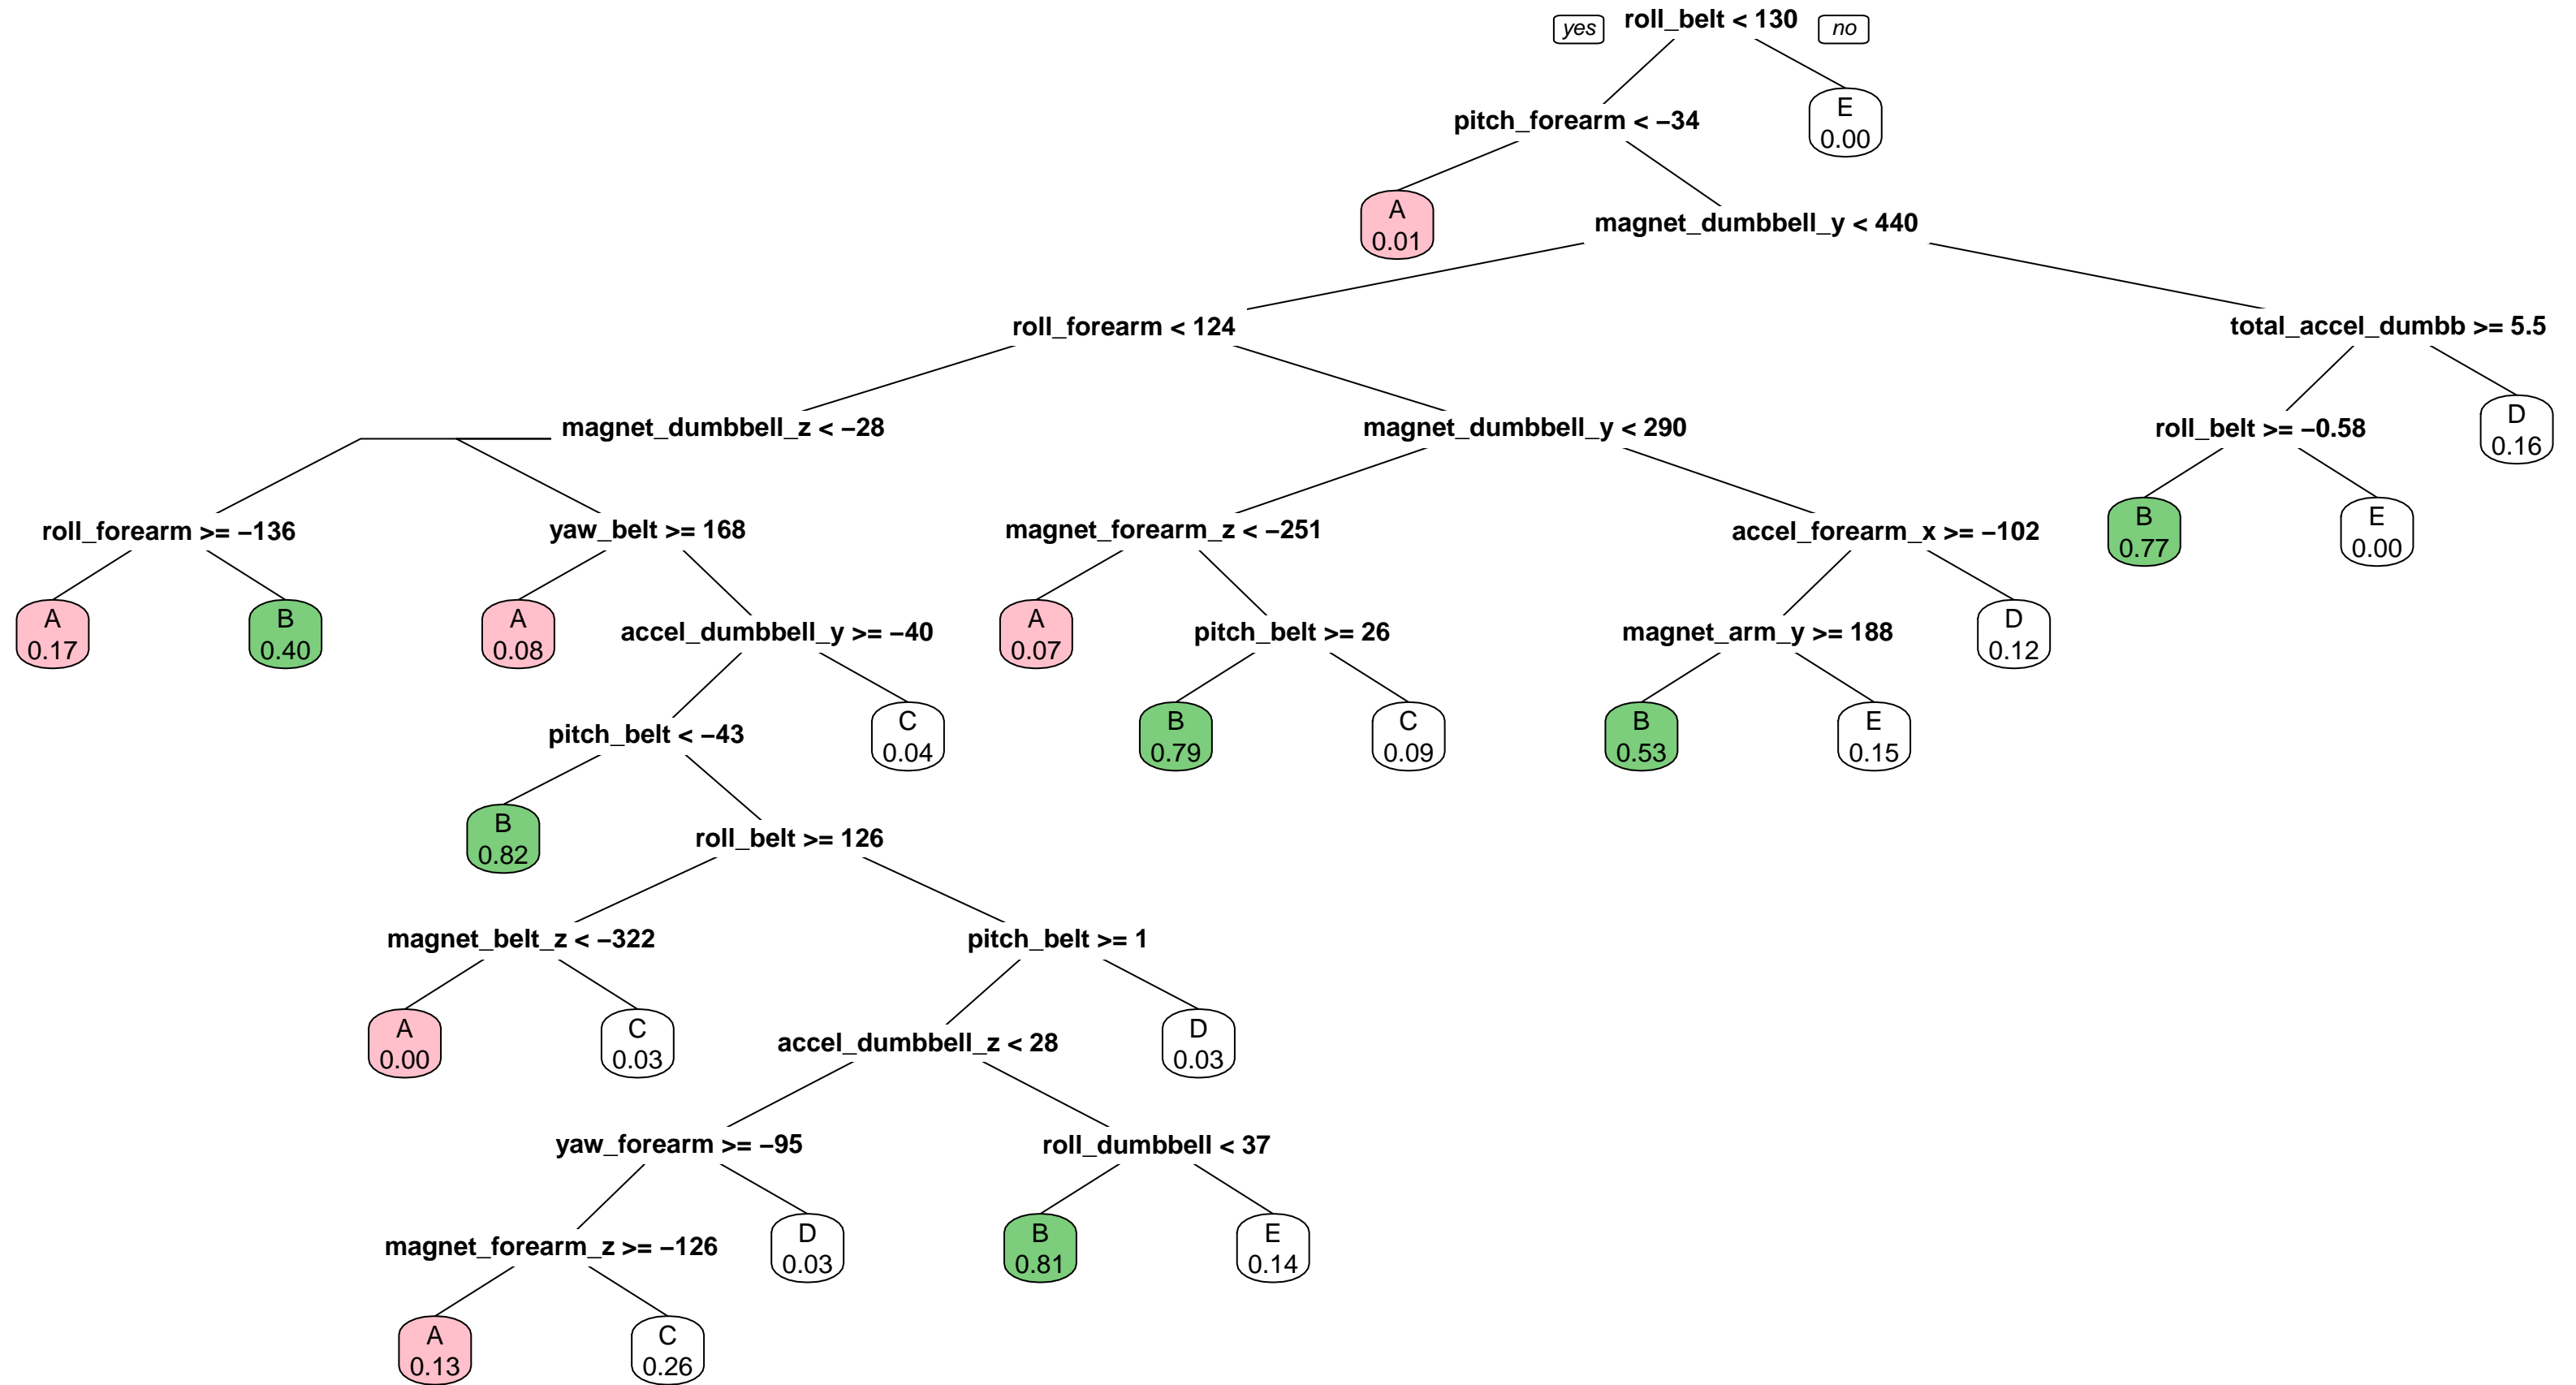 yes roll_belt < 130 no
pitch_forearm < −34
E
0.00
A
0.01
magnet_dumbbell_y < 440
roll_forearm < 124
total_accel_dumbb >= 5.5
magnet_dumbbell_z < −28
magnet_dumbbell_y < 290
roll_belt >= −0.58
D
0.16
roll_forearm >= −136
yaw_belt >= 168
magnet_forearm_z < −251
accel_forearm_x >= −102
B
0.77
E
0.00
A
0.17
B
0.40
A
0.08
accel_dumbbell_y >= −40
A
0.07
pitch_belt >= 26
magnet_arm_y >= 188
D
0.12
pitch_belt < −43
C
0.04
B
0.79
C
0.09
B
0.53
E
0.15
B
0.82
roll_belt >= 126
magnet_belt_z < −322
pitch_belt >= 1
A
0.00
C
0.03
accel_dumbbell_z < 28
D
0.03
yaw_forearm >= −95
roll_dumbbell < 37
magnet_forearm_z >= −126
D
0.03
B
0.81
E
0.14
A
0.13
C
0.26